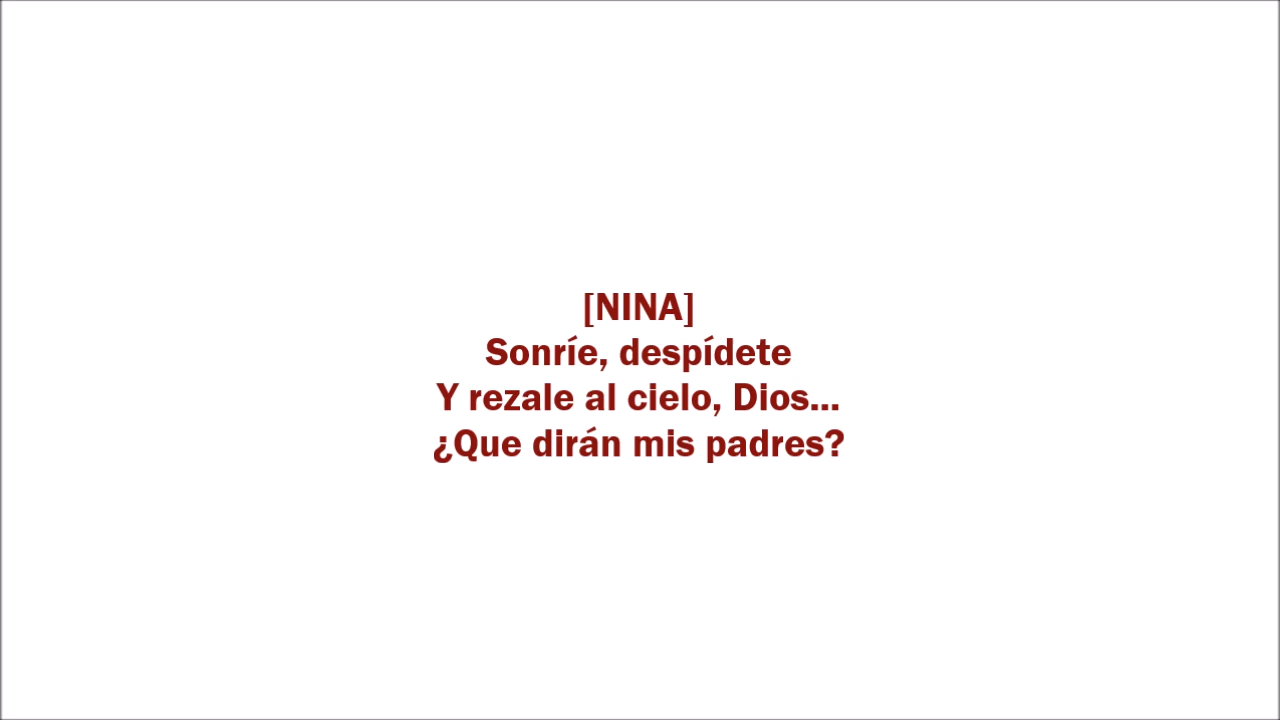 [NINA]
Sonríe, despídete
Y rezale al cielo, Dios...
¿Que dirán mis padres?